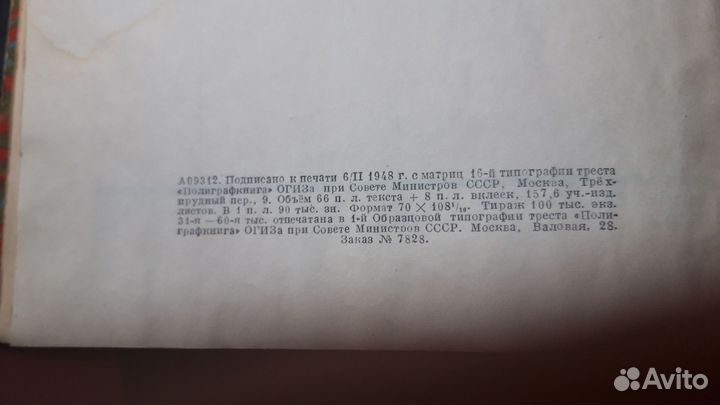 А09312. Подписано к печати 6/II 1948 г. с матриц 16-й типографии треста
«Полиграфкнига» ОГИЗа при Совете Министров СССР, Москва, Трёх-
прудный пер., 9. Объём 66 п. л. текста + 8 п. л. вклеек, 157,6 уч.-изд.
листов. В 1 п. л. 90 тыс. зн. Формат 70 × 108¹/₁₆. Тираж 100 тыс. экз.
31-я — 60-я тыс. отпечатана в 1-й Образцовой типографии треста «Поли-
графкнига» ОГИЗа при Совете Министров СССР. Москва, Валовая, 28.
Заказ № 7828.
Avito